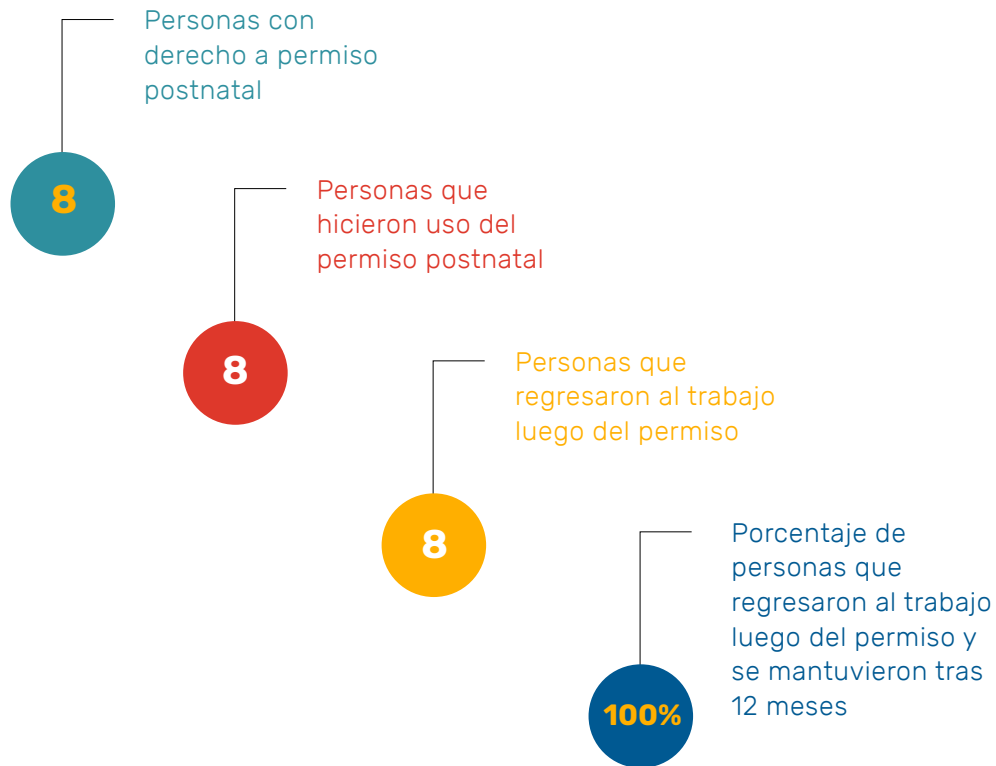 Personas con
derecho a permiso
postnatal
8
Personas que
hicieron uso del
permiso postnatal
8
Personas que
regresaron al trabajo
luego del permiso
8
Porcentaje de
personas que
regresaron al trabajo
luego del permiso y
se mantuvieron tras
12 meses
100%